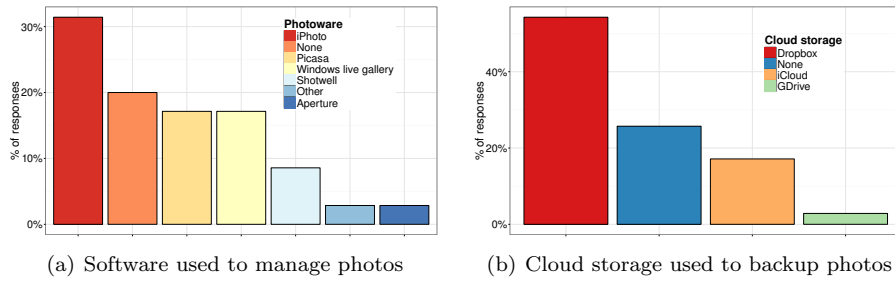 Photoware
iPhoto
None
Picasa
Windows live gallery
Shotwell
Other
Aperture
% of responses
30%
20%
10%
0%
(a) Software used to manage photos
Cloud storage
Dropbox
None
iCloud
GDrive
% of responses
40%
20%
0%
(b) Cloud storage used to backup photos